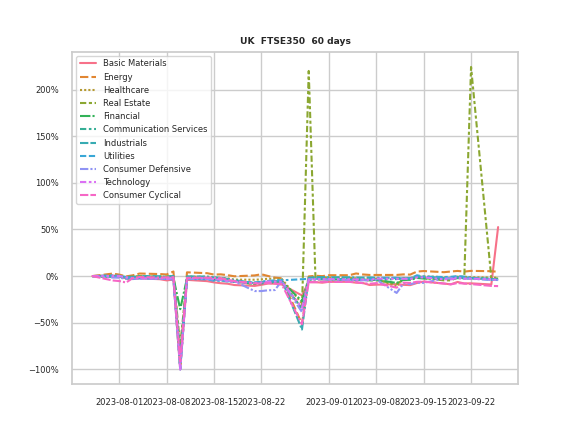 UK FTSE350 60 days
Basic Materials
Energy
Healthcare
Real Estate
Financial
Communication Services
Industrials
Utilities
Consumer Defensive
Technology
Consumer Cyclical
200%
150%
100%
50%
0%
−50%
−100%
2023-08-01 2023-08-08 2023-08-15 2023-08-22 2023-09-01 2023-09-08 2023-09-15 2023-09-22